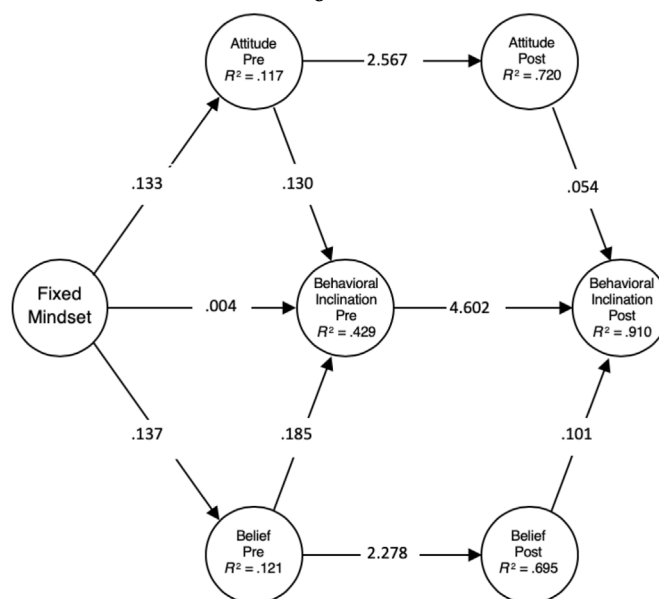 Attitude
Pre
R² = .117
2.567
Attitude
Post
R² = .720
.133
.130
.054
Fixed
Mindset
.004
Behavioral
Inclination
Pre
R² = .429
4.602
Behavioral
Inclination
Post
R² = .910
.137
.185
.101
Belief
Pre
R² = .121
2.278
Belief
Post
R² = .695